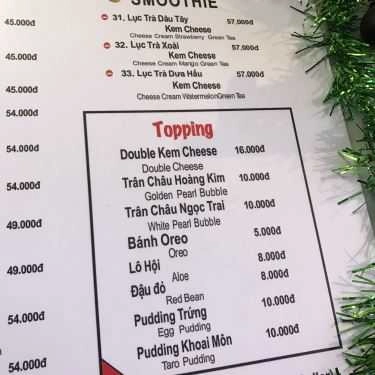 SMOOTHIE
45.000đ
31. Lục Trà Dâu Tây 57.000đ
Kem Cheese
Cheese Cream Strawberry Green Tea
45.000đ
32. Lục Trà Xoài 57.000đ
Kem Cheese
Cheese Cream Mango Green Tea
45.000đ
33. Lục Trà Dưa Hấu 57.000đ
Kem Cheese
Cheese Cream WatermelonGreen Tea
54.000đ
54.000đ
54.000đ
49.000đ
49.000đ
54.000đ
54.000đ
Topping
Double Kem Cheese 16.000đ
Double Cheese
Trân Châu Hoàng Kim 10.000đ
Golden Pearl Bubble
Trân Châu Ngọc Trai 10.000đ
White Pearl Bubble
Bánh Oreo 5.000đ
Oreo
Lô Hội 8.000đ
Aloe
Đậu đỏ 8.000đ
Red Bean
Pudding Trứng 10.000đ
Egg Pudding
Pudding Khoai Môn 10.000đ
Taro Pudding